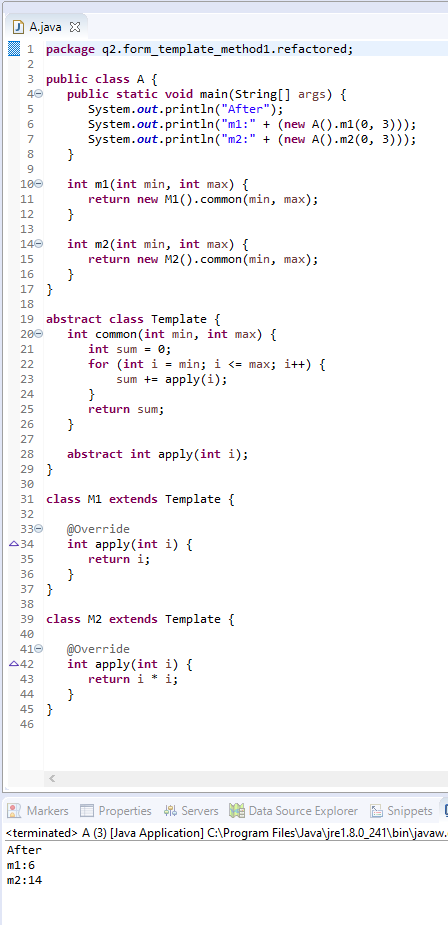 A.java
1 package q2.form_template_method1.refactored;
2
3 public class A {
4 public static void main(String[] args) {
5 System.out.println("After");
6 System.out.println("m1:" + (new A().m1(0, 3)));
7 System.out.println("m2:" + (new A().m2(0, 3)));
8 }
9
10 int m1(int min, int max) {
11 return new M1().common(min, max);
12 }
13
14 int m2(int min, int max) {
15 return new M2().common(min, max);
16 }
17 }
18
19 abstract class Template {
20 int common(int min, int max) {
21 int sum = 0;
22 for (int i = min; i <= max; i++) {
23 sum += apply(i);
24 }
25 return sum;
26 }
27
28 abstract int apply(int i);
29 }
30
31 class M1 extends Template {
32
33 @Override
34 int apply(int i) {
35 return i;
36 }
37 }
38
39 class M2 extends Template {
40
41 @Override
42 int apply(int i) {
43 return i * i;
44 }
45 }
46
Markers Properties Servers Data Source Explorer Snippets
<terminated> A (3) [Java Application] C:\Program Files\Java\jre1.8.0_241\bin\javaw.
After
m1:6
m2:14